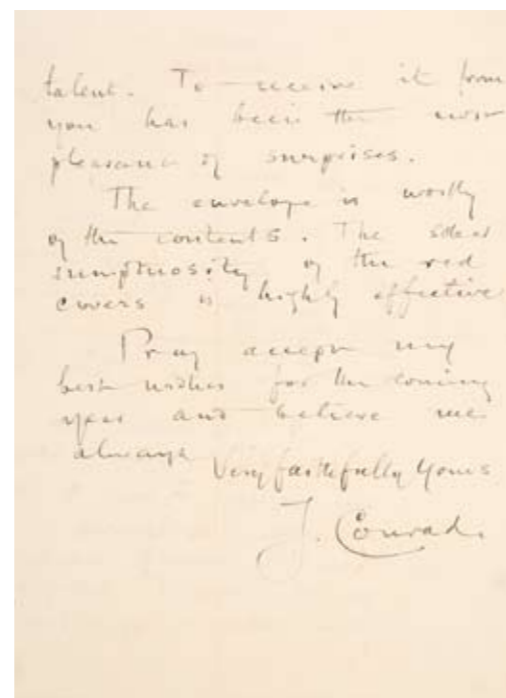 talent. To receive it from
you has been the most
pleasant of surprises.
The envelope is worthy
of the contents. The sober
sumptuosity of the red
covers is highly effective
Pray accept my
best wishes for the coming
year and believe me
always
Very faithfully Yours
J. Conrad.